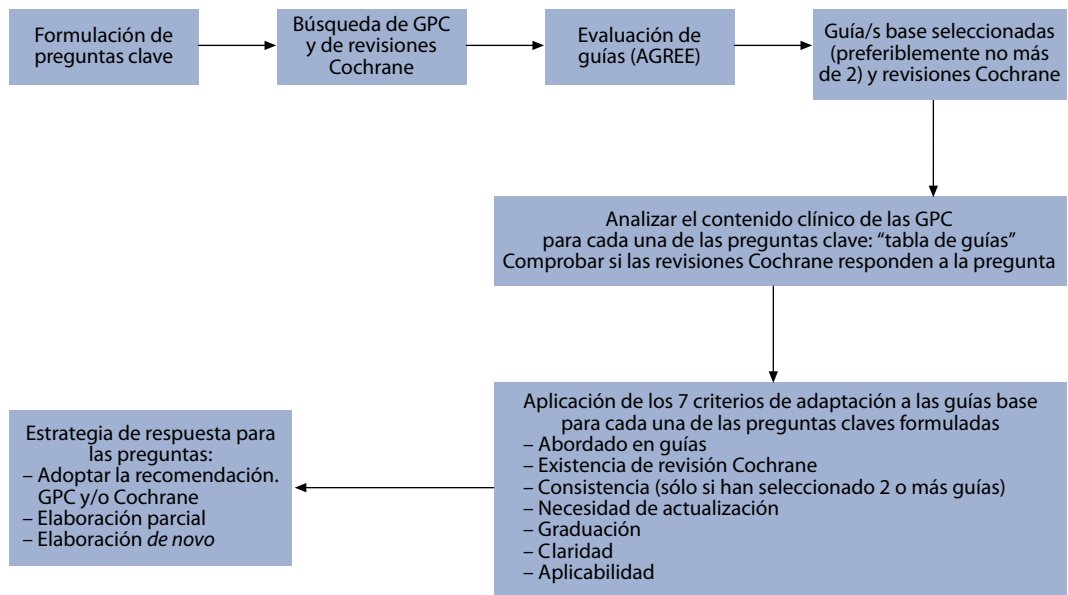 Formulación de
preguntas clave
Búsqueda de GPC
y de revisiones
Cochrane
Evaluación de
guías (AGREE)
Guía/s base seleccionadas
(preferiblemente no más
de 2) y revisiones Cochrane
Analizar el contenido clínico de las GPC
para cada una de las preguntas clave: “tabla de guías”
Comprobar si las revisiones Cochrane responden a la pregunta
Aplicación de los 7 criterios de adaptación a las guías base
para cada una de las preguntas claves formuladas
– Abordado en guías
– Existencia de revisión Cochrane
– Consistencia (sólo si han seleccionado 2 o más guías)
– Necesidad de actualización
– Graduación
– Claridad
– Aplicabilidad
Estrategia de respuesta para
las preguntas:
– Adoptar la recomendación.
GPC y/o Cochrane
– Elaboración parcial
– Elaboración de novo